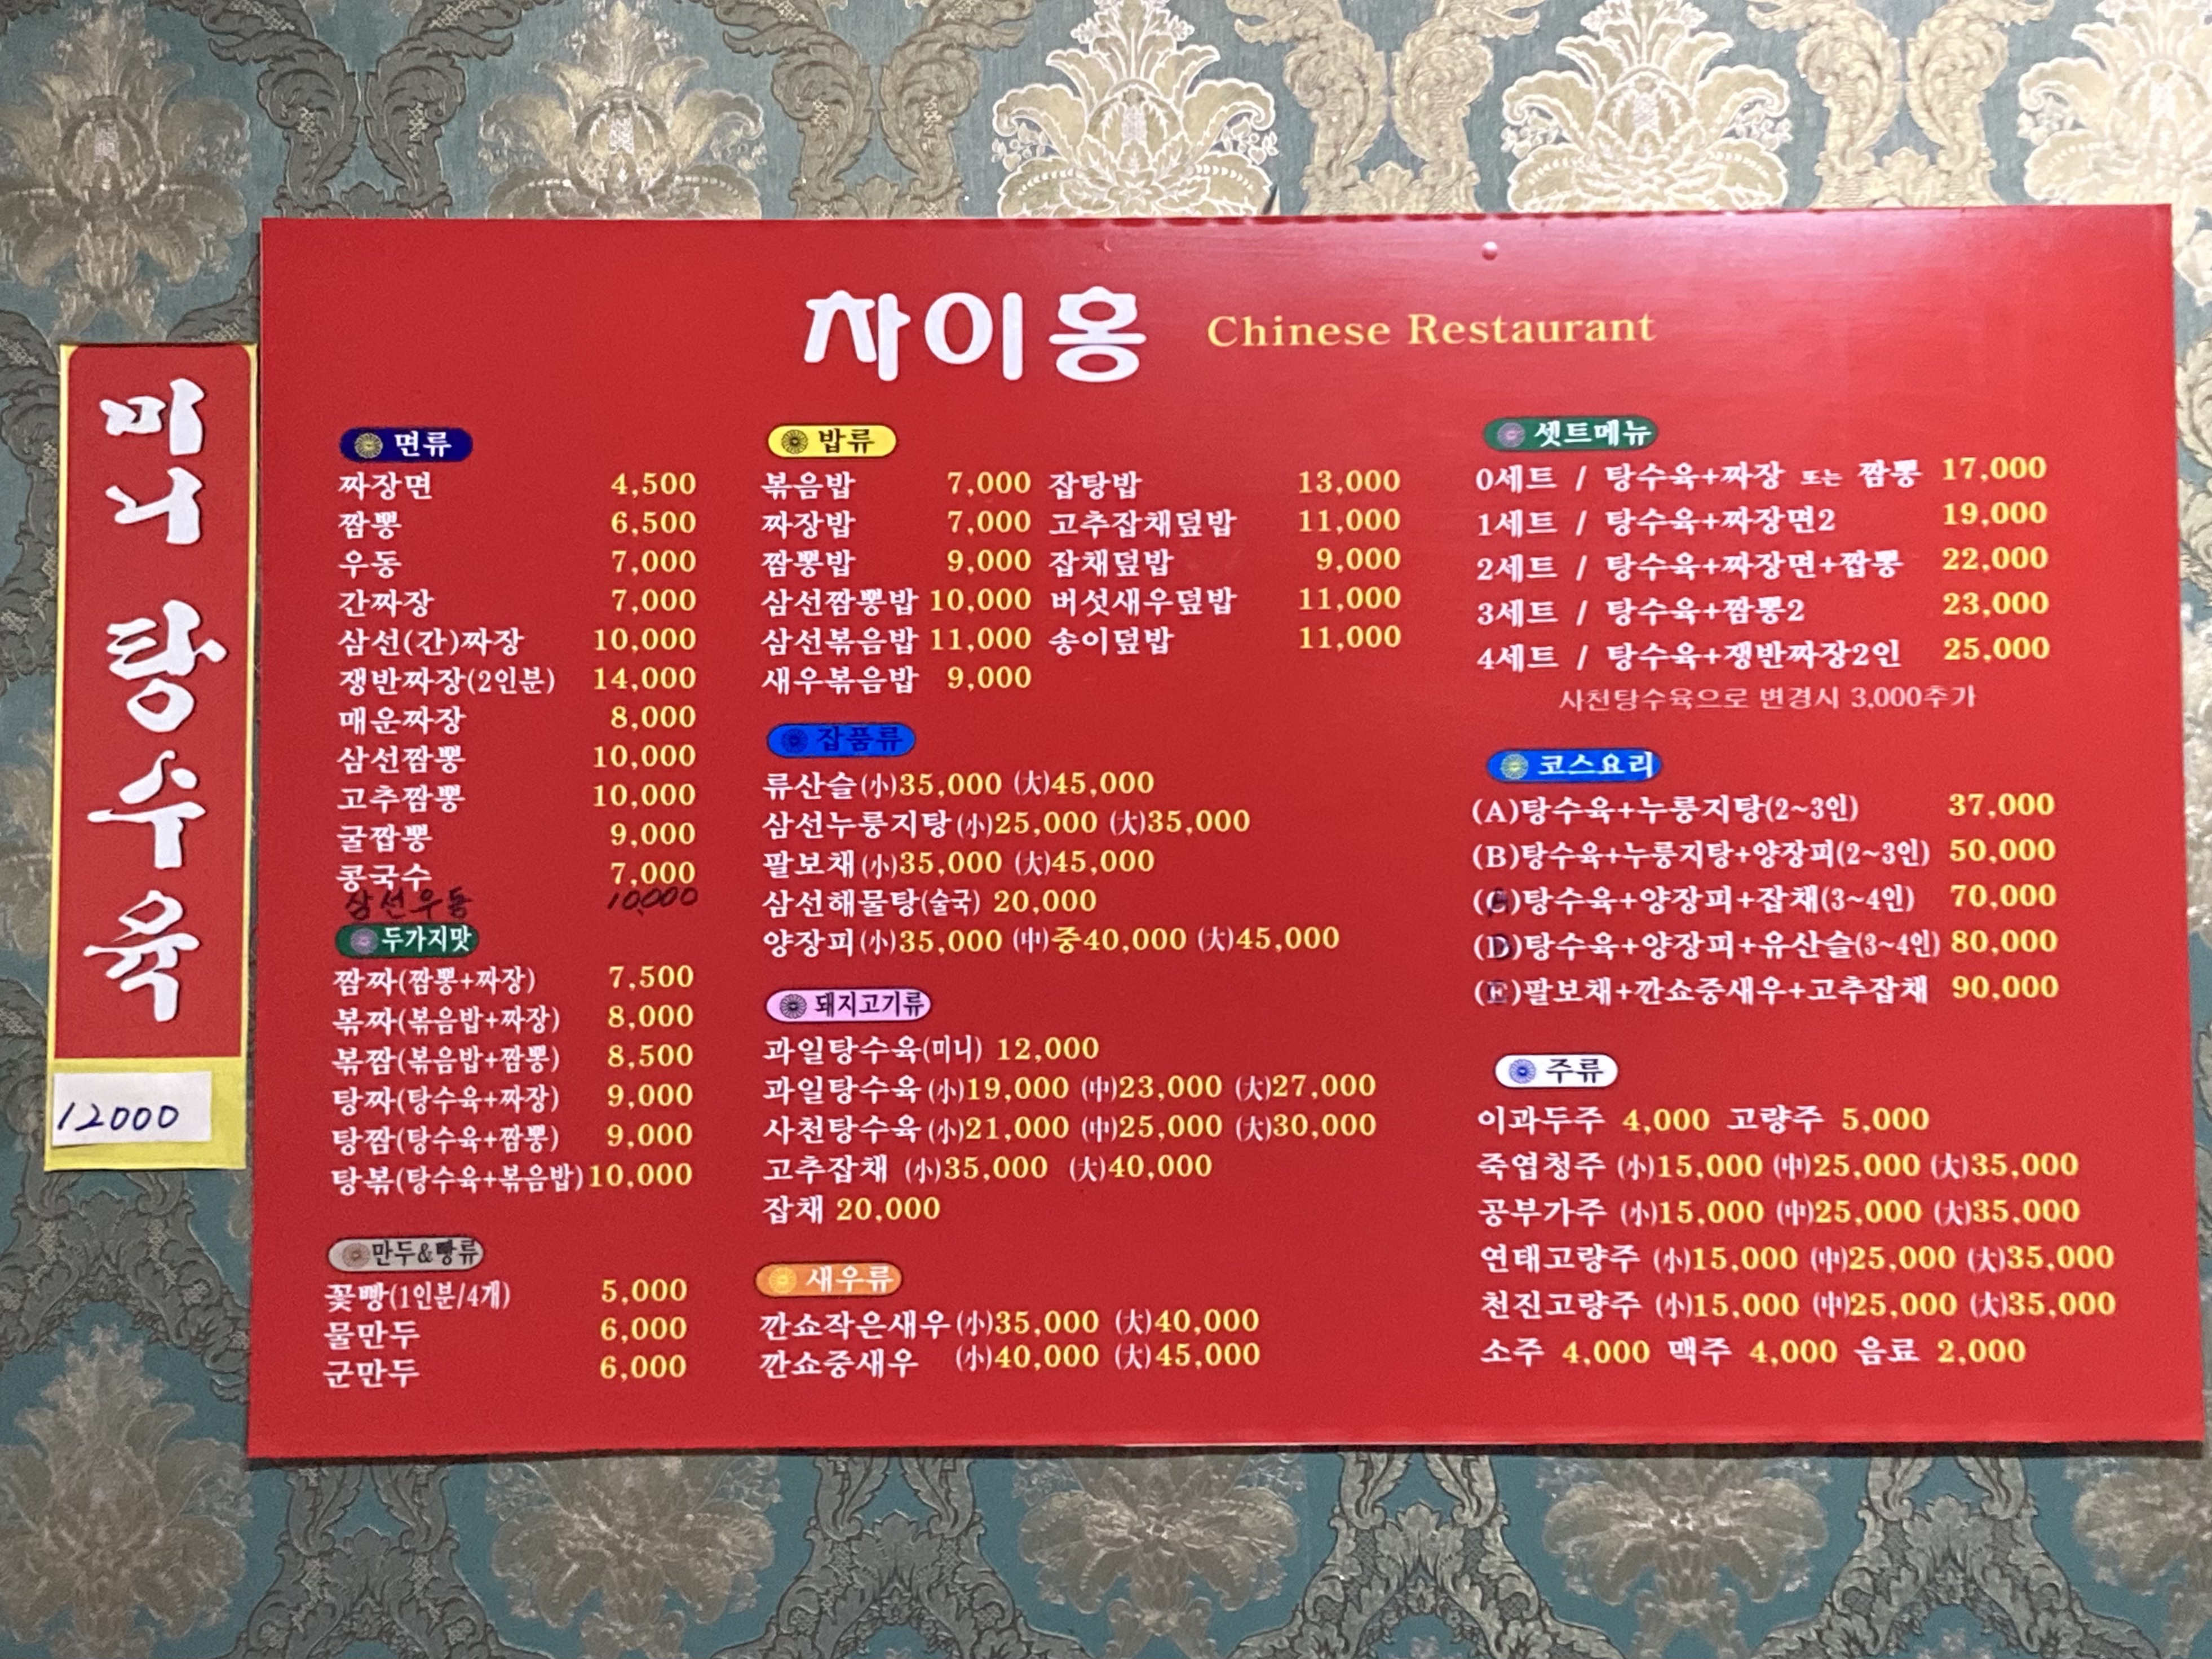 미니 탕수육
12000
차이홍 Chinese Restaurant
면류
짜장면 4,500
짬뽕 6,500
우동 7,000
간짜장 7,000
삼선(간)짜장 10,000
쟁반짜장(2인분) 14,000
매운짜장 8,000
삼선짬뽕 10,000
고추짬뽕 10,000
굴짭뽕 9,000
콩국수 7,000
삼선우동 10,000
두가지맛
짬짜(짬뽕+짜장) 7,500
볶짜(볶음밥+짜장) 8,000
볶짬(볶음밥+짬뽕) 8,500
탕짜(탕수육+짜장) 9,000
탕짬(탕수육+짬뽕) 9,000
탕볶(탕수육+볶음밥) 10,000
만두&빵류
꽃빵(1인분/4개) 5,000
물만두 6,000
군만두 6,000
밥류
볶음밥 7,000 잡탕밥 13,000
짜장밥 7,000 고추잡채덮밥 11,000
짬뽕밥 9,000 잡채덮밥 9,000
삼선짬뽕밥 10,000 버섯새우덮밥 11,000
삼선볶음밥 11,000 송이덮밥 11,000
새우볶음밥 9,000
잡품류
류산슬(小)35,000 (大)45,000
삼선누룽지탕(小)25,000 (大)35,000
팔보채(小)35,000 (大)45,000
삼선해물탕(술국) 20,000
양장피(小)35,000 (中)중40,000 (大)45,000
돼지고기류
과일탕수육(미니) 12,000
과일탕수육(小)19,000 (中)23,000 (大)27,000
사천탕수육(小)21,000 (中)25,000 (大)30,000
고추잡채 (小)35,000 (大)40,000
잡채 20,000
새우류
깐쇼작은새우(小)35,000 (大)40,000
깐쇼중새우 (小)40,000 (大)45,000
셋트메뉴
0세트 / 탕수육+짜장 또는 짬뽕 17,000
1세트 / 탕수육+짜장면2 19,000
2세트 / 탕수육+짜장면+짭뽕 22,000
3세트 / 탕수육+짬뽕2 23,000
4세트 / 탕수육+쟁반짜장2인 25,000
사천탕수육으로 변경시 3,000추가
코스요리
(A)탕수육+누룽지탕(2~3인) 37,000
(B)탕수육+누룽지탕+양장피(2~3인) 50,000
(C)탕수육+양장피+잡채(3~4인) 70,000
(D)탕수육+양장피+유산슬(3~4인) 80,000
(E)팔보채+깐쇼중새우+고추잡채 90,000
주류
이과두주 4,000 고량주 5,000
죽엽청주 (小)15,000 (中)25,000 (大)35,000
공부가주 (小)15,000 (中)25,000 (大)35,000
연태고량주 (小)15,000 (中)25,000 (大)35,000
천진고량주 (小)15,000 (中)25,000 (大)35,000
소주 4,000 맥주 4,000 음료 2,000